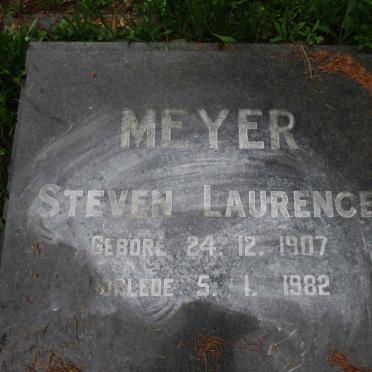 MEYER
STEVEN LAURENCE
GEBORE 24. 12. 1907
OORLEDE 5. 1. 1982